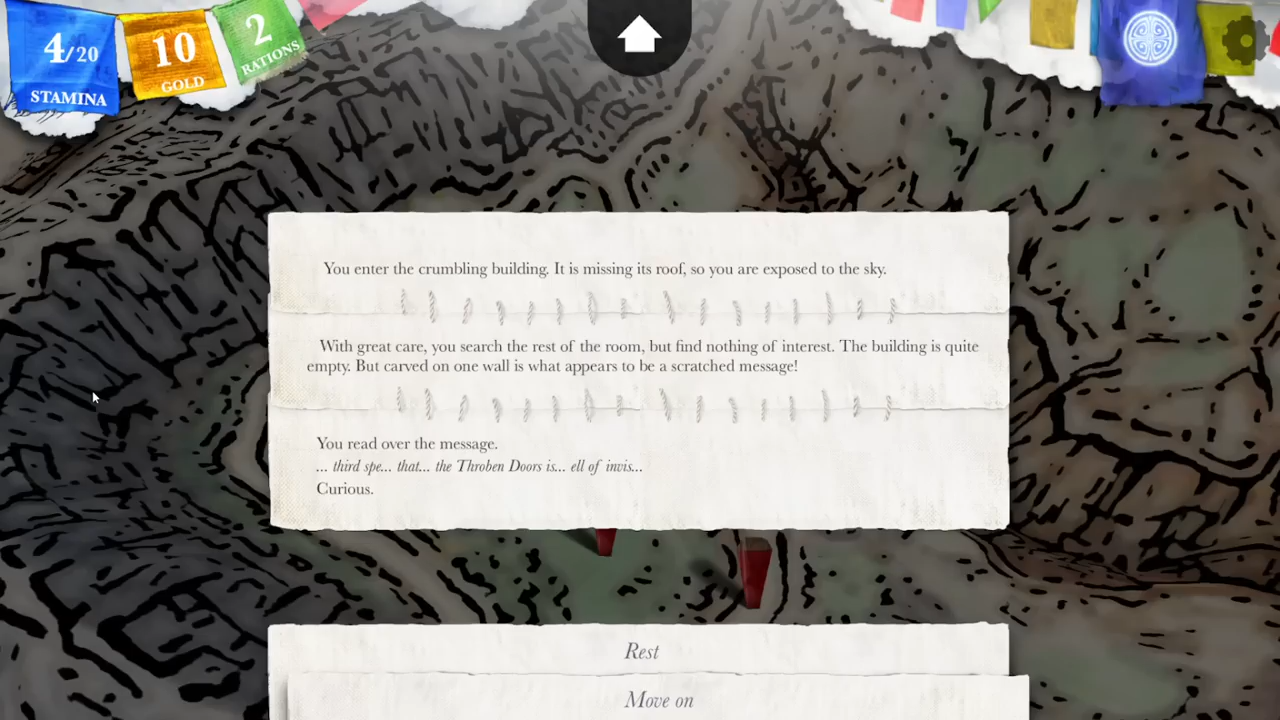 4/20
STAMINA
10
GOLD
2
RATIONS
You enter the crumbling building. It is missing its roof, so you are exposed to the sky.
With great care, you search the rest of the room, but find nothing of interest. The building is quite
empty. But carved on one wall is what appears to be a scratched message!
You read over the message.
... third spe... that... the Throben Doors is... ell of invis...
Curious.
Rest
Move on